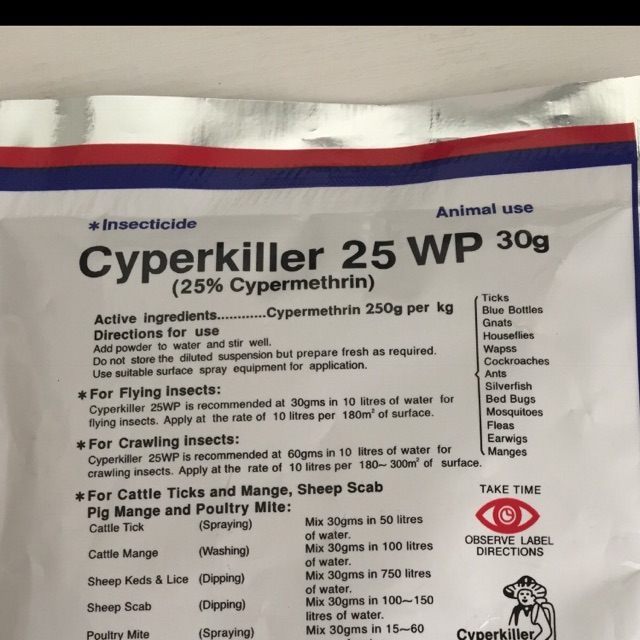 *Insecticide
Animal use
Cyperkiller 25 WP 30g
(25% Cypermethrin)
Active ingredients............Cypermethrin 250g per kg
Directions for use
Add powder to water and stir well.
Do not store the diluted suspension but prepare fresh as required.
Use suitable surface spray equipment for application.
Ticks
Blue Bottles
Gnats
Houseflies
Wapss
Cockroaches
Ants
Silverfish
Bed Bugs
Mosquitoes
Fleas
Earwigs
Manges
*For Flying insects:
Cyperkiller 25WP is recommended at 30gms in 10 litres of water for
flying insects. Apply at the rate of 10 litres per 180m² of surface.
*For Crawling insects:
Cyperkiller 25WP is recommended at 60gms in 10 litres of water for
crawling insects. Apply at the rate of 10 litres per 180~300m² of surface.
*For Cattle Ticks and Mange, Sheep Scab
Pig Mange and Poultry Mite:
Cattle Tick (Spraying) Mix 30gms in 50 litres
of water.
Cattle Mange (Washing) Mix 30gms in 100 litres
of water.
Sheep Keds & Lice (Dipping) Mix 30gms in 750 litres
of water.
Sheep Scab (Dipping) Mix 30gms in 100~150
litres of water.
Poultry Mite (Spraying) Mix 30gms in 15~60
TAKE TIME
OBSERVE LABEL
DIRECTIONS
Cyperkiller